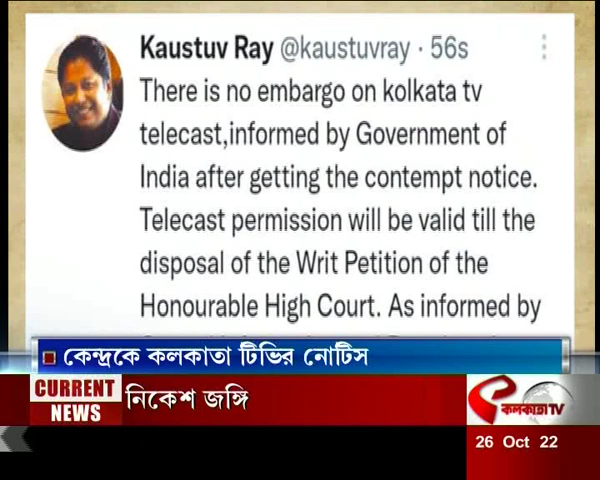 Kaustuv Ray @kaustuvray · 56s
There is no embargo on kolkata tv
telecast,informed by Government of
India after getting the contempt notice.
Telecast permission will be valid till the
disposal of the Writ Petition of the
Honourable High Court. As informed by
কেন্দ্রকে কলকাতা টিভির নোটিস
CURRENT
NEWS
নিকেশ জঙ্গি
কলকাতা TV
26 Oct 22